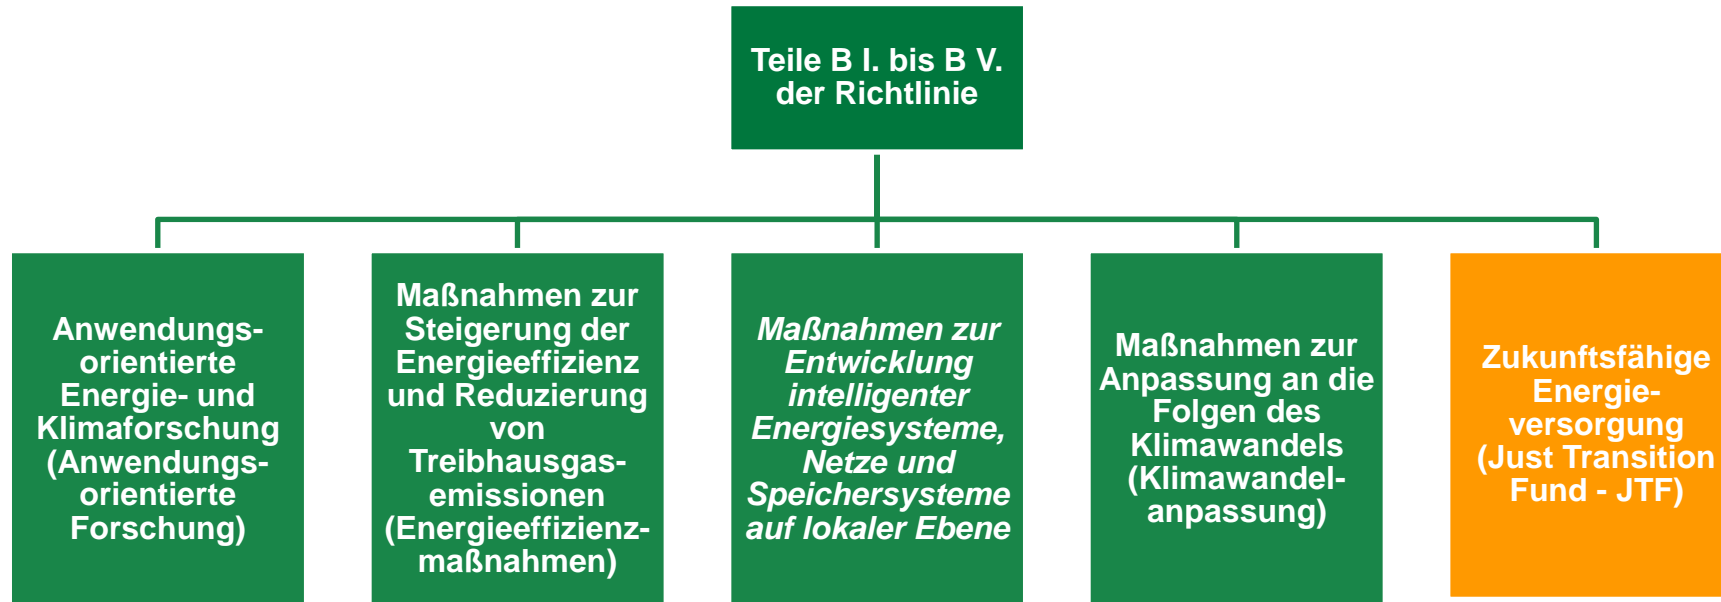 Teile B I. bis B V.
der Richtlinie
Anwendungs-
orientierte
Energie- und
Klimaforschung
(Anwendungs-
orientierte
Forschung)
Maßnahmen zur
Steigerung der
Energieeffizienz
und Reduzierung
von
Treibhausgas-
emissionen
(Energieeffizienz-
maßnahmen)
Maßnahmen zur
Entwicklung
intelligenter
Energiesysteme,
Netze und
Speichersysteme
auf lokaler Ebene
Maßnahmen zur
Anpassung an die
Folgen des
Klimawandels
(Klimawandel-
anpassung)
Zukunftsfähige
Energie-
versorgung
(Just Transition
Fund - JTF)